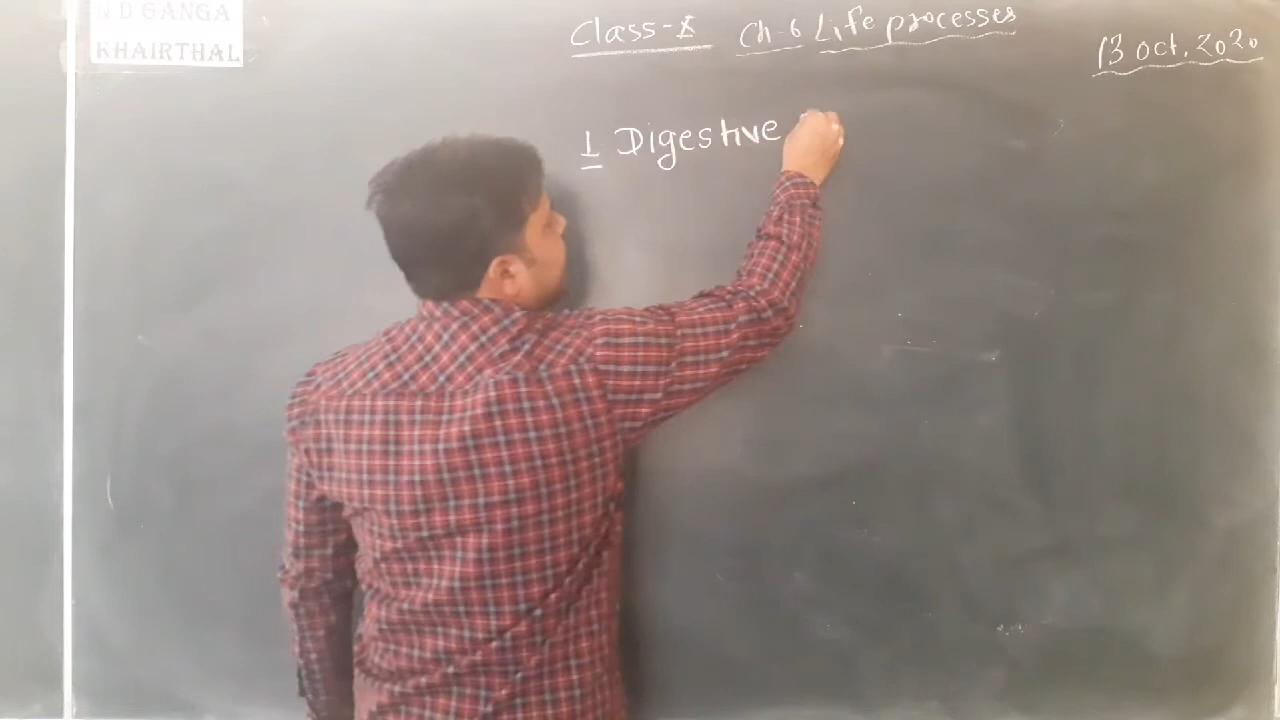 N D GANGA
KHAIRTHAL
Class-X Ch-6 Life processes
13 oct. 2020
1 Digestive